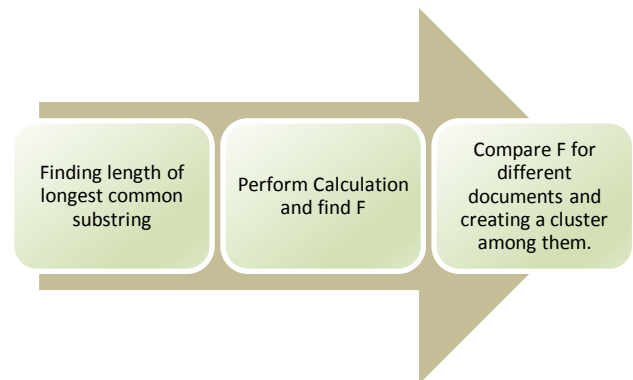 Finding length of
longest common
substring
Perform Calculation
and find F
Compare F for
different
documents and
creating a cluster
among them.